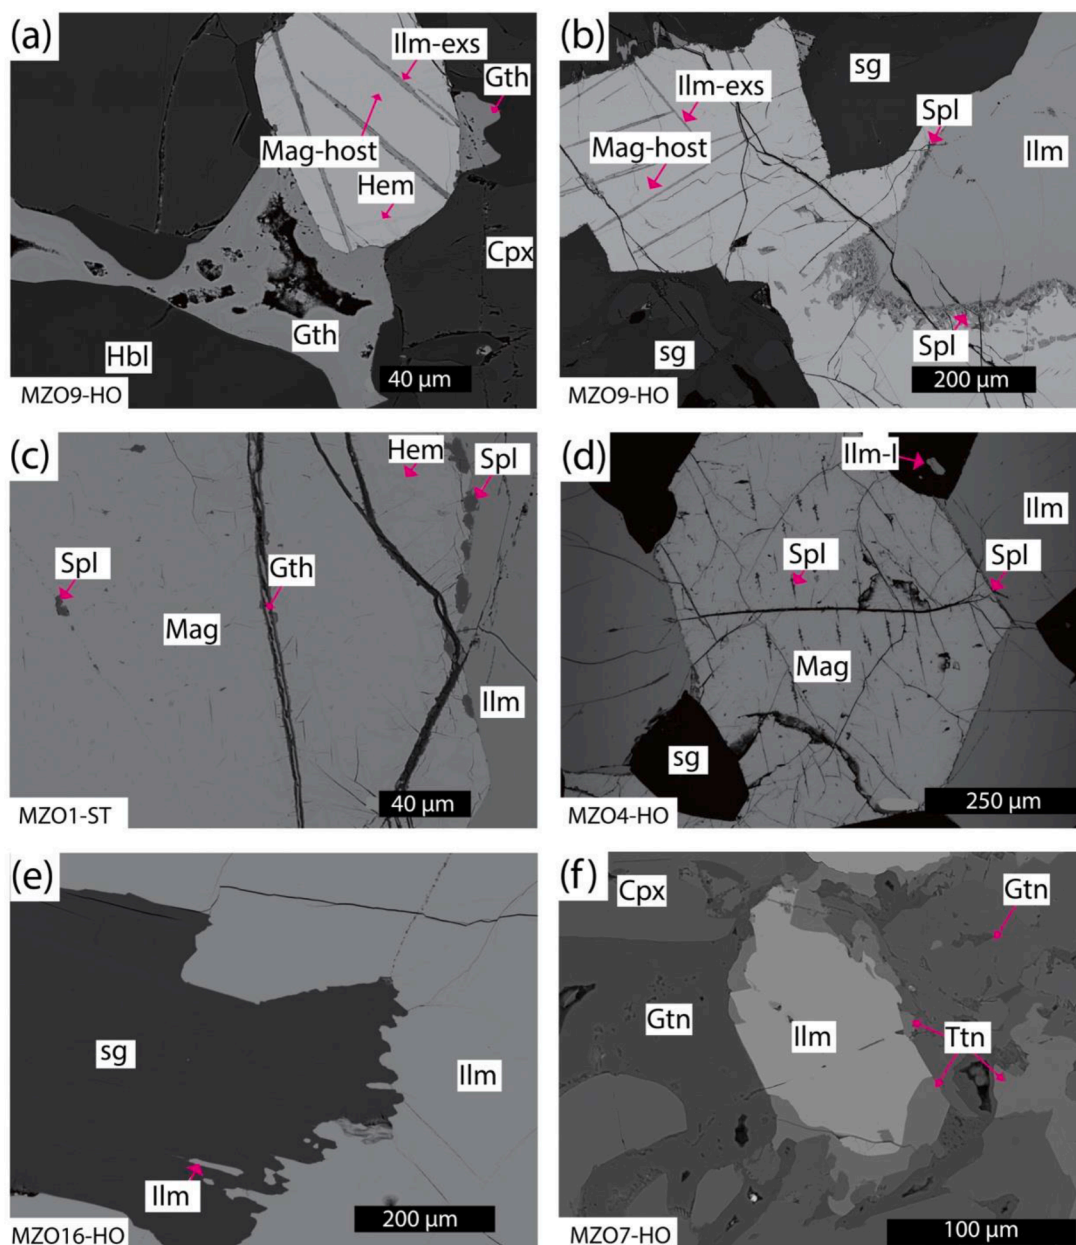 (a)
Ilm-exs
Gth
Mag-host
Hem
Cpx
Gth
Hbl
40 µm
MZO9-HO
(b)
sg
Ilm-exs
Spl
Ilm
Mag-host
Spl
sg
200 µm
MZO9-HO
(c)
Hem
Spl
Spl
Gth
Mag
Ilm
40 µm
MZO1-ST
(d)
Ilm-I
Ilm
Spl
Spl
Mag
sg
250 µm
MZO4-HO
(e)
sg
Ilm
Ilm
200 µm
MZO16-HO
(f)
Cpx
Gtn
Gtn
Ilm
Ttn
100 µm
MZO7-HO